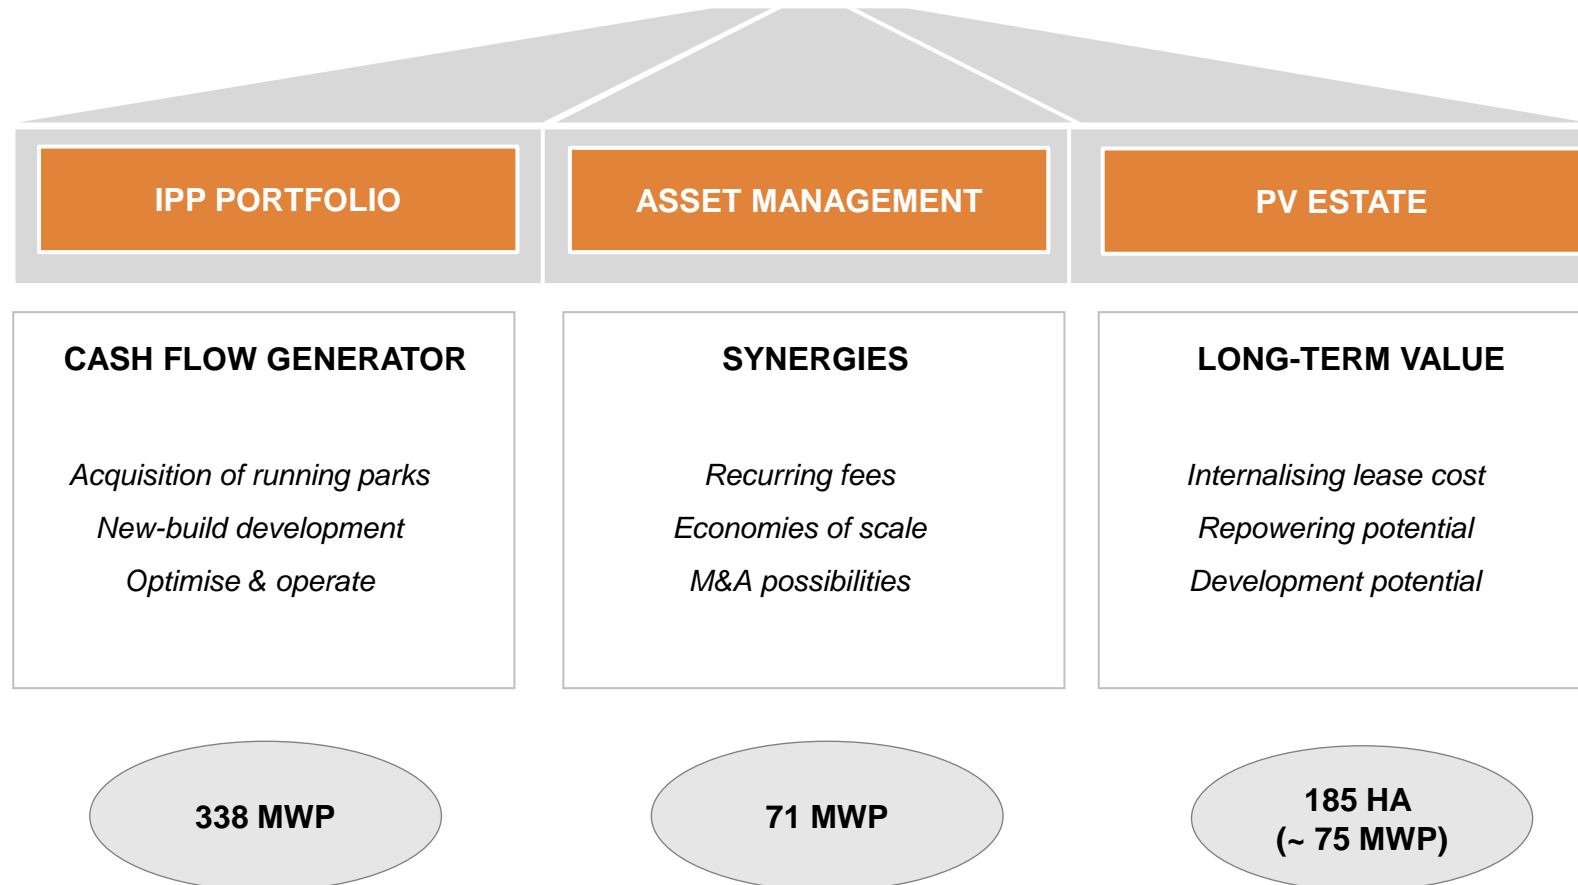 IPP PORTFOLIO
ASSET MANAGEMENT
PV ESTATE
CASH FLOW GENERATOR
Acquisition of running parks
New-build development
Optimise & operate
SYNERGIES
Recurring fees
Economies of scale
M&A possibilities
LONG-TERM VALUE
Internalising lease cost
Repowering potential
Development potential
338 MWP
71 MWP
185 HA
(~ 75 MWP)